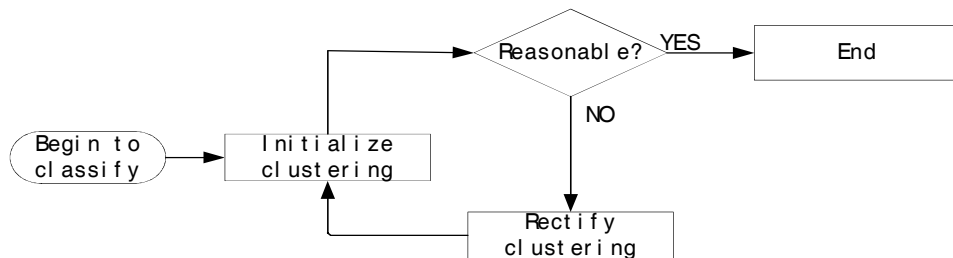 Begin to
classify
Initialize
clustering
Reasonable?
YES
End
NO
Rectify
clustering